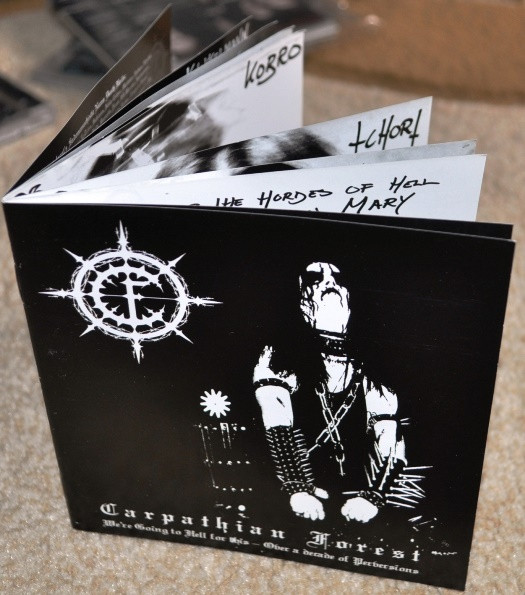 KOBRO
TCHORT
THE HORDES OF HELL
MARY
CF
Carpathian Forest
We're Going to Hell for this – Over a decade of Perversions